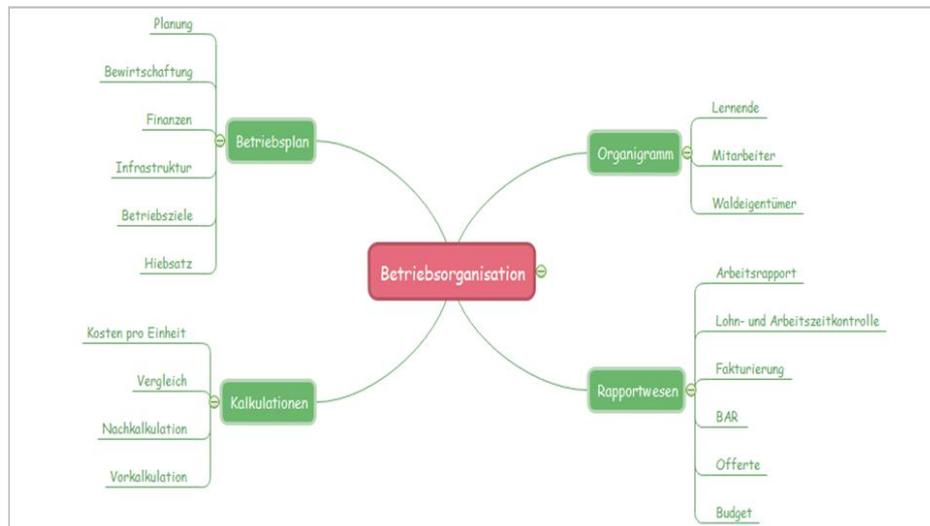 Planung
Bewirtschaftung
Finanzen
Infrastruktur
Betriebsziele
Hiebsatz
Betriebsplan
Kosten pro Einheit
Vergleich
Nachkalkulation
Vorkalkulation
Kalkulationen
Betriebsorganisation
Organigramm
Lernende
Mitarbeiter
Waldeigentümer
Rapportwesen
Arbeitsrapport
Lohn- und Arbeitszeitkontrolle
Fakturierung
BAR
Offerte
Budget